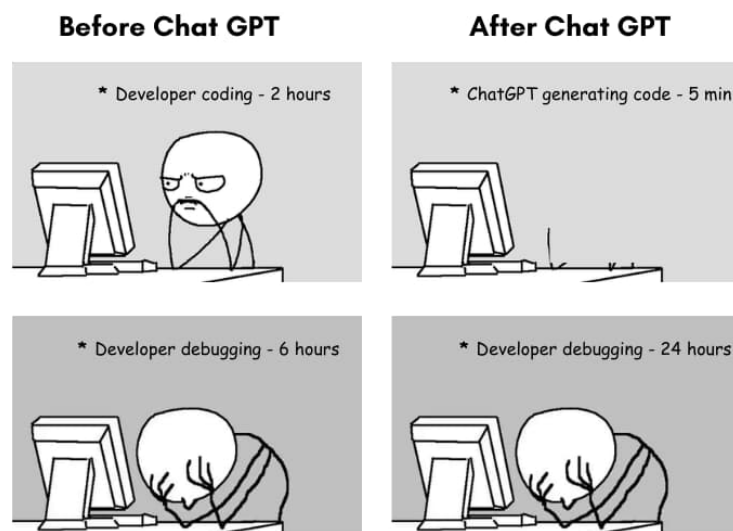 Before Chat GPT
After Chat GPT
* Developer coding - 2 hours
* ChatGPT generating code - 5 min
* Developer debugging - 6 hours
* Developer debugging - 24 hours